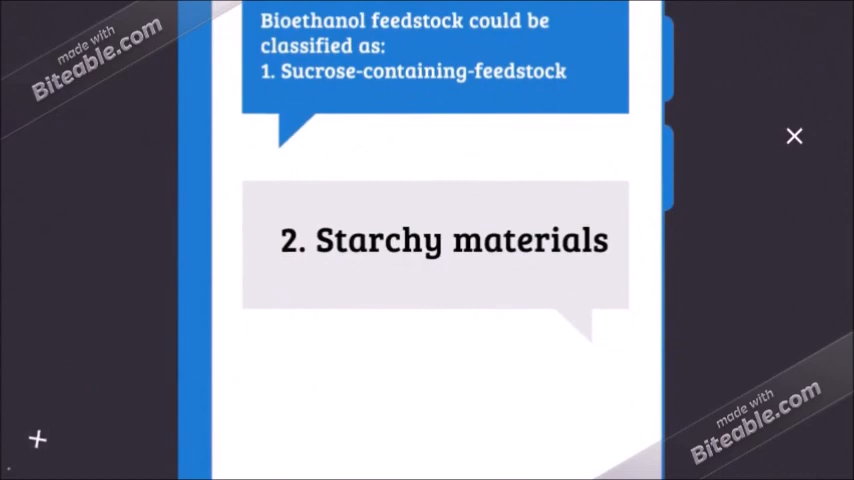 made with
Biteable.com
Bioethanol feedstock could be
classified as:
1. Sucrose-containing-feedstock
2. Starchy materials
made with
Biteable.com